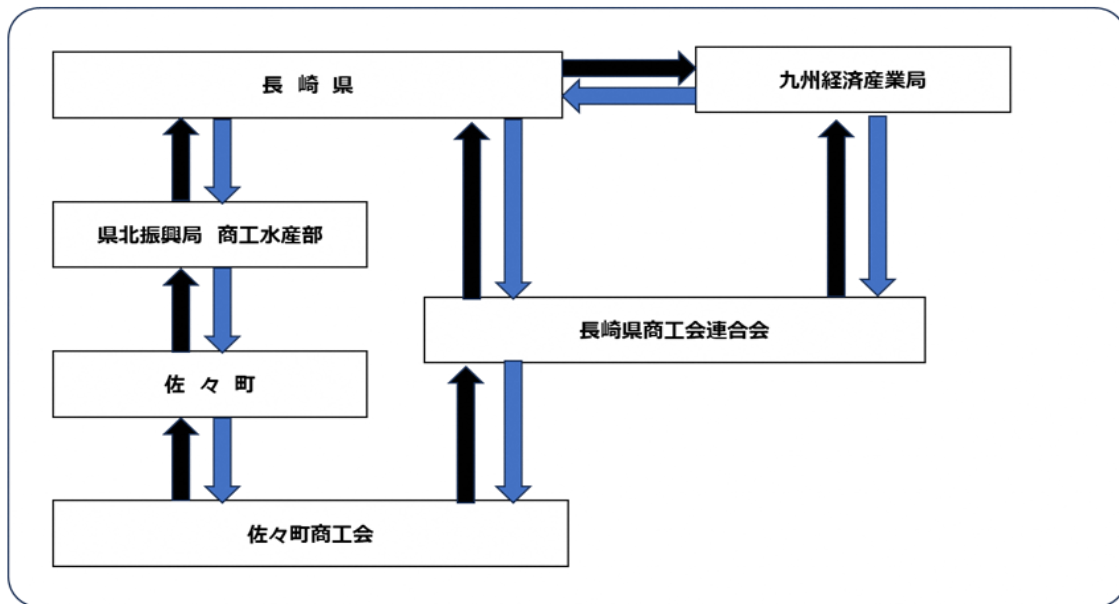 長 崎 県
九州経済産業局
県北振興局 商工水産部
長崎県商工会連合会
佐 々 町
佐々町商工会